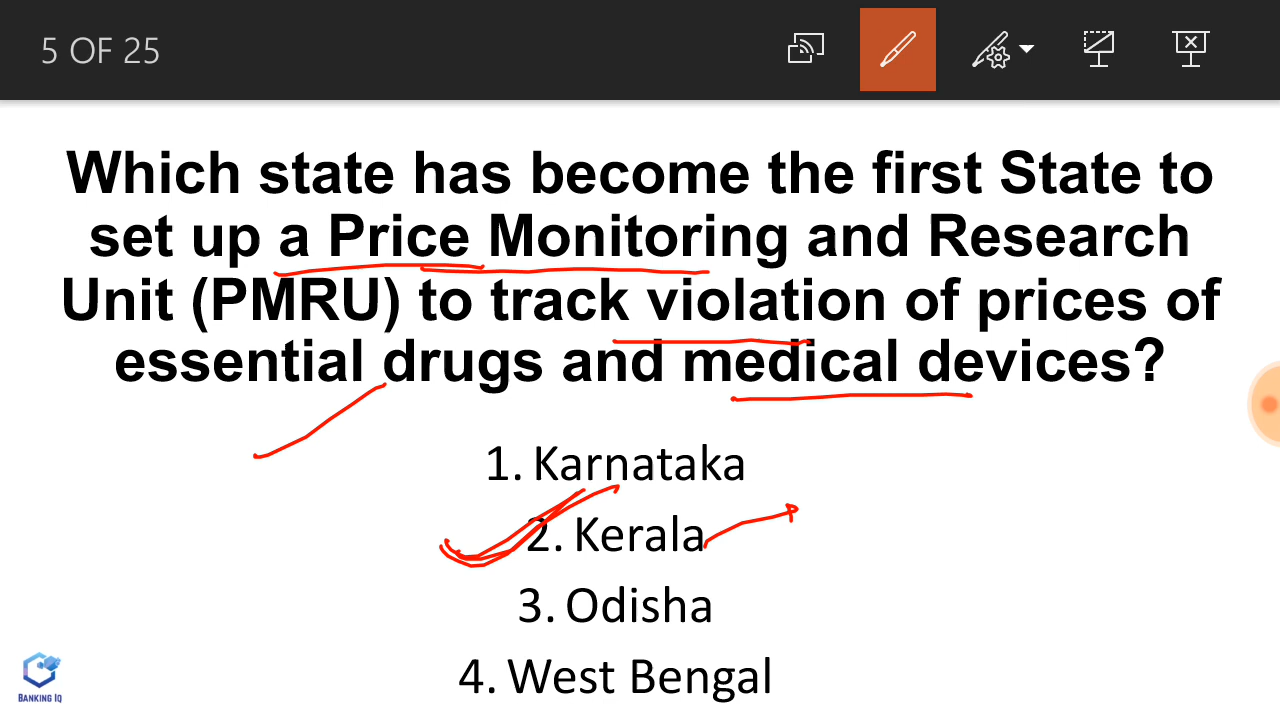 5 OF 25
Which state has become the first State to
set up a Price Monitoring and Research
Unit (PMRU) to track violation of prices of
essential drugs and medical devices?
1. Karnataka
2. Kerala
3. Odisha
4. West Bengal
BANKING IQ